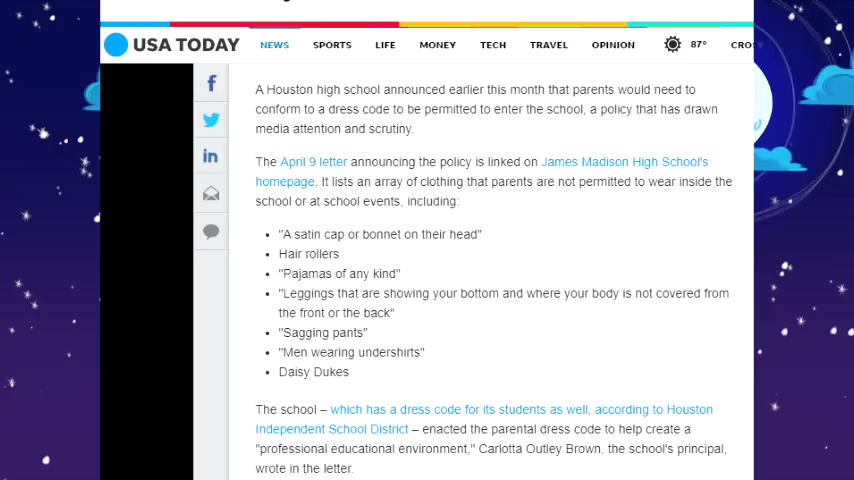 USA TODAY
NEWS SPORTS LIFE MONEY TECH TRAVEL OPINION 87° CROS
A Houston high school announced earlier this month that parents would need to
conform to a dress code to be permitted to enter the school, a policy that has drawn
media attention and scrutiny.
The April 9 letter announcing the policy is linked on James Madison High School's
homepage. It lists an array of clothing that parents are not permitted to wear inside the
school or at school events, including:
• "A satin cap or bonnet on their head"
• Hair rollers
• "Pajamas of any kind"
• "Leggings that are showing your bottom and where your body is not covered from
the front or the back"
• "Sagging pants"
• "Men wearing undershirts"
• Daisy Dukes
The school – which has a dress code for its students as well, according to Houston
Independent School District – enacted the parental dress code to help create a
"professional educational environment," Carlotta Outley Brown, the school's principal,
wrote in the letter.